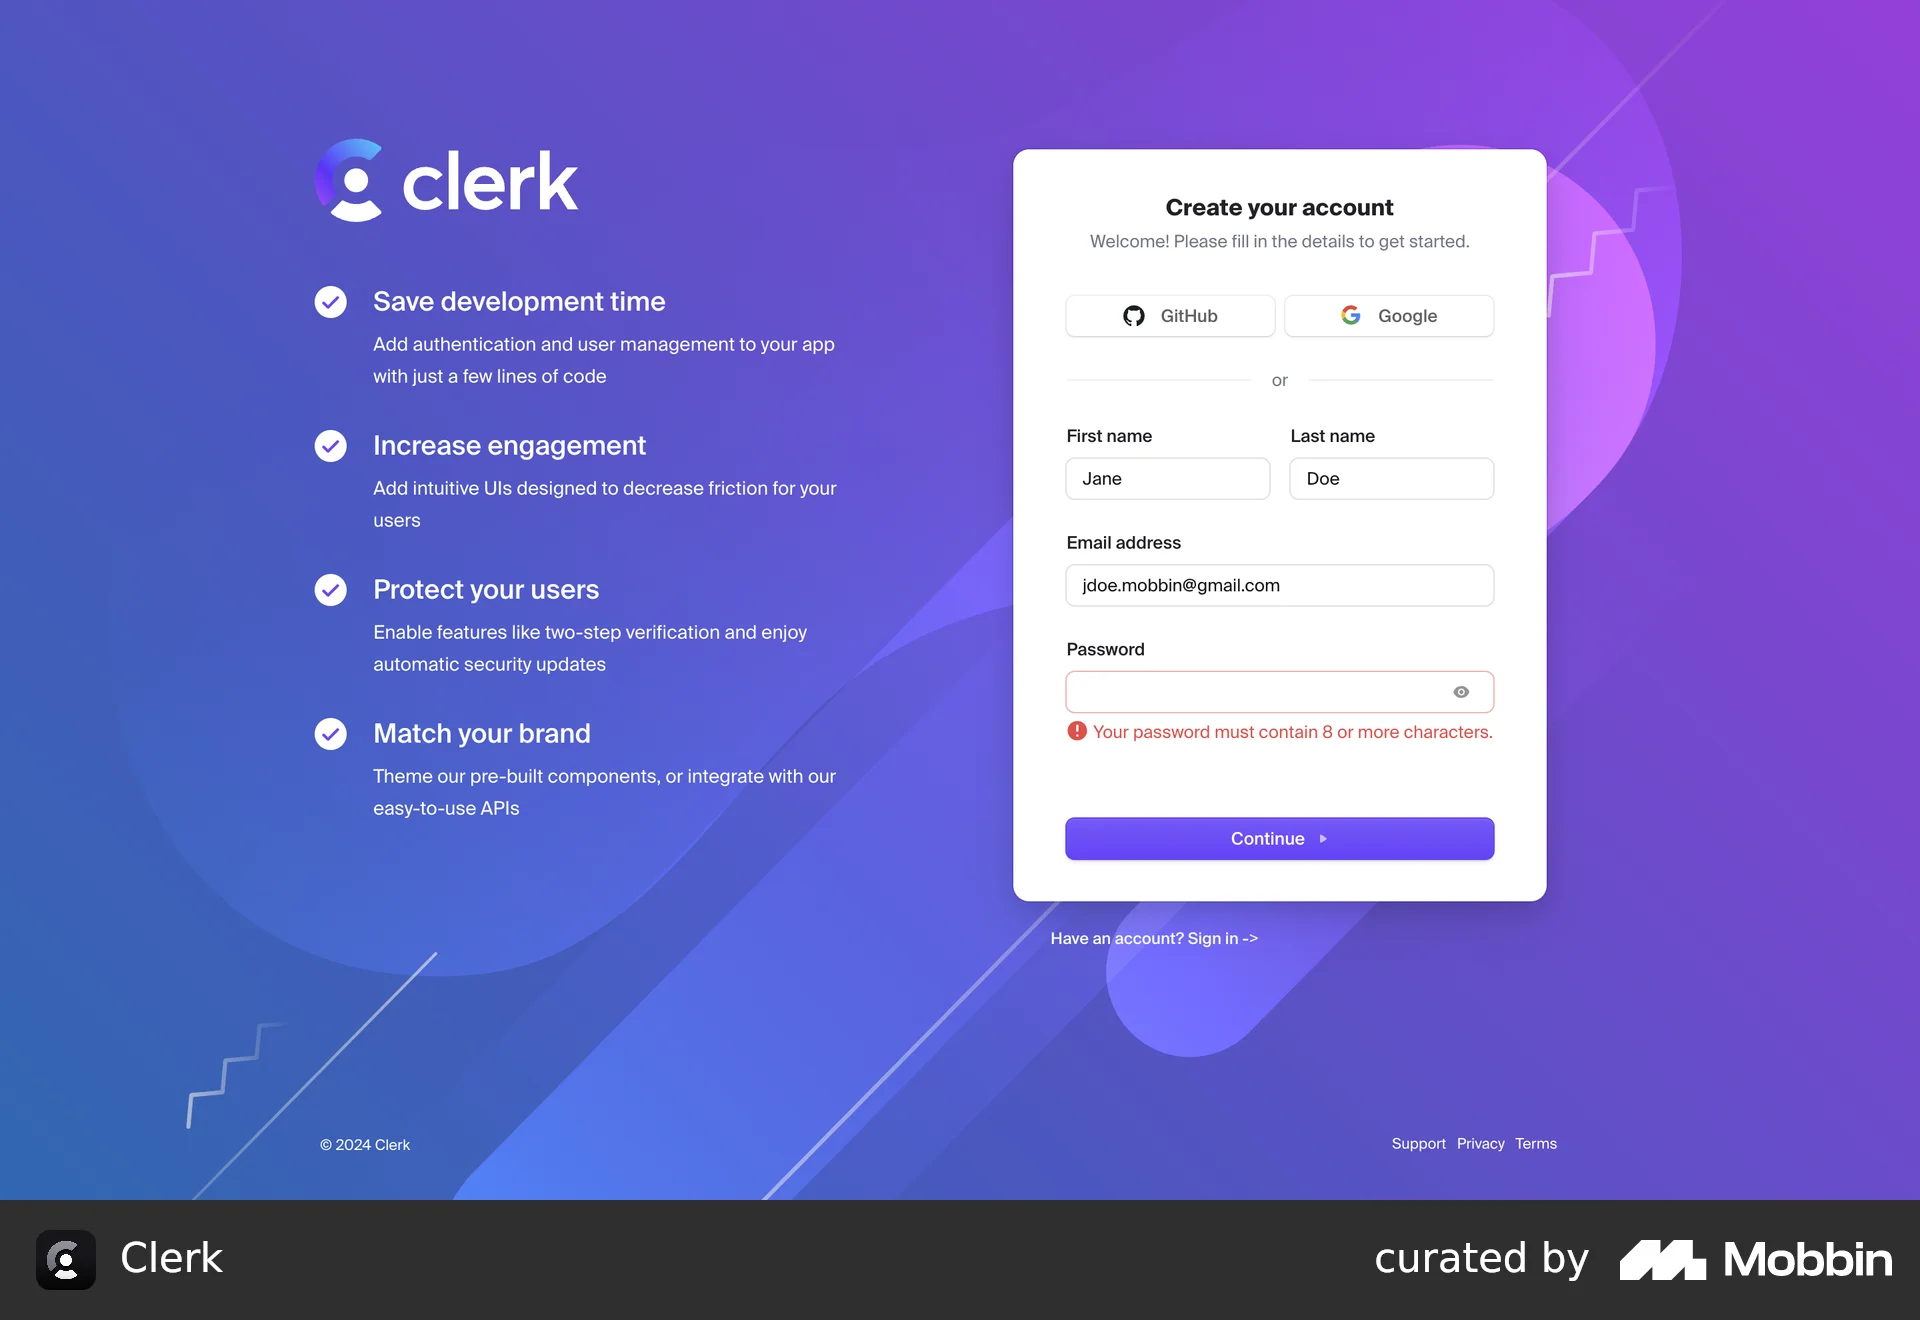 clerk
Save development time
Add authentication and user management to your app
with just a few lines of code
Increase engagement
Add intuitive UIs designed to decrease friction for your
users
Protect your users
Enable features like two-step verification and enjoy
automatic security updates
Match your brand
Theme our pre-built components, or integrate with our
easy-to-use APIs
Create your account
Welcome! Please fill in the details to get started.
GitHub
Google
or
First name
Last name
Jane
Doe
Email address
jdoe.mobbin@gmail.com
Password
Your password must contain 8 or more characters.
Continue
Have an account? Sign in ->
© 2024 Clerk
Support Privacy Terms
Clerk
curated by Mobbin